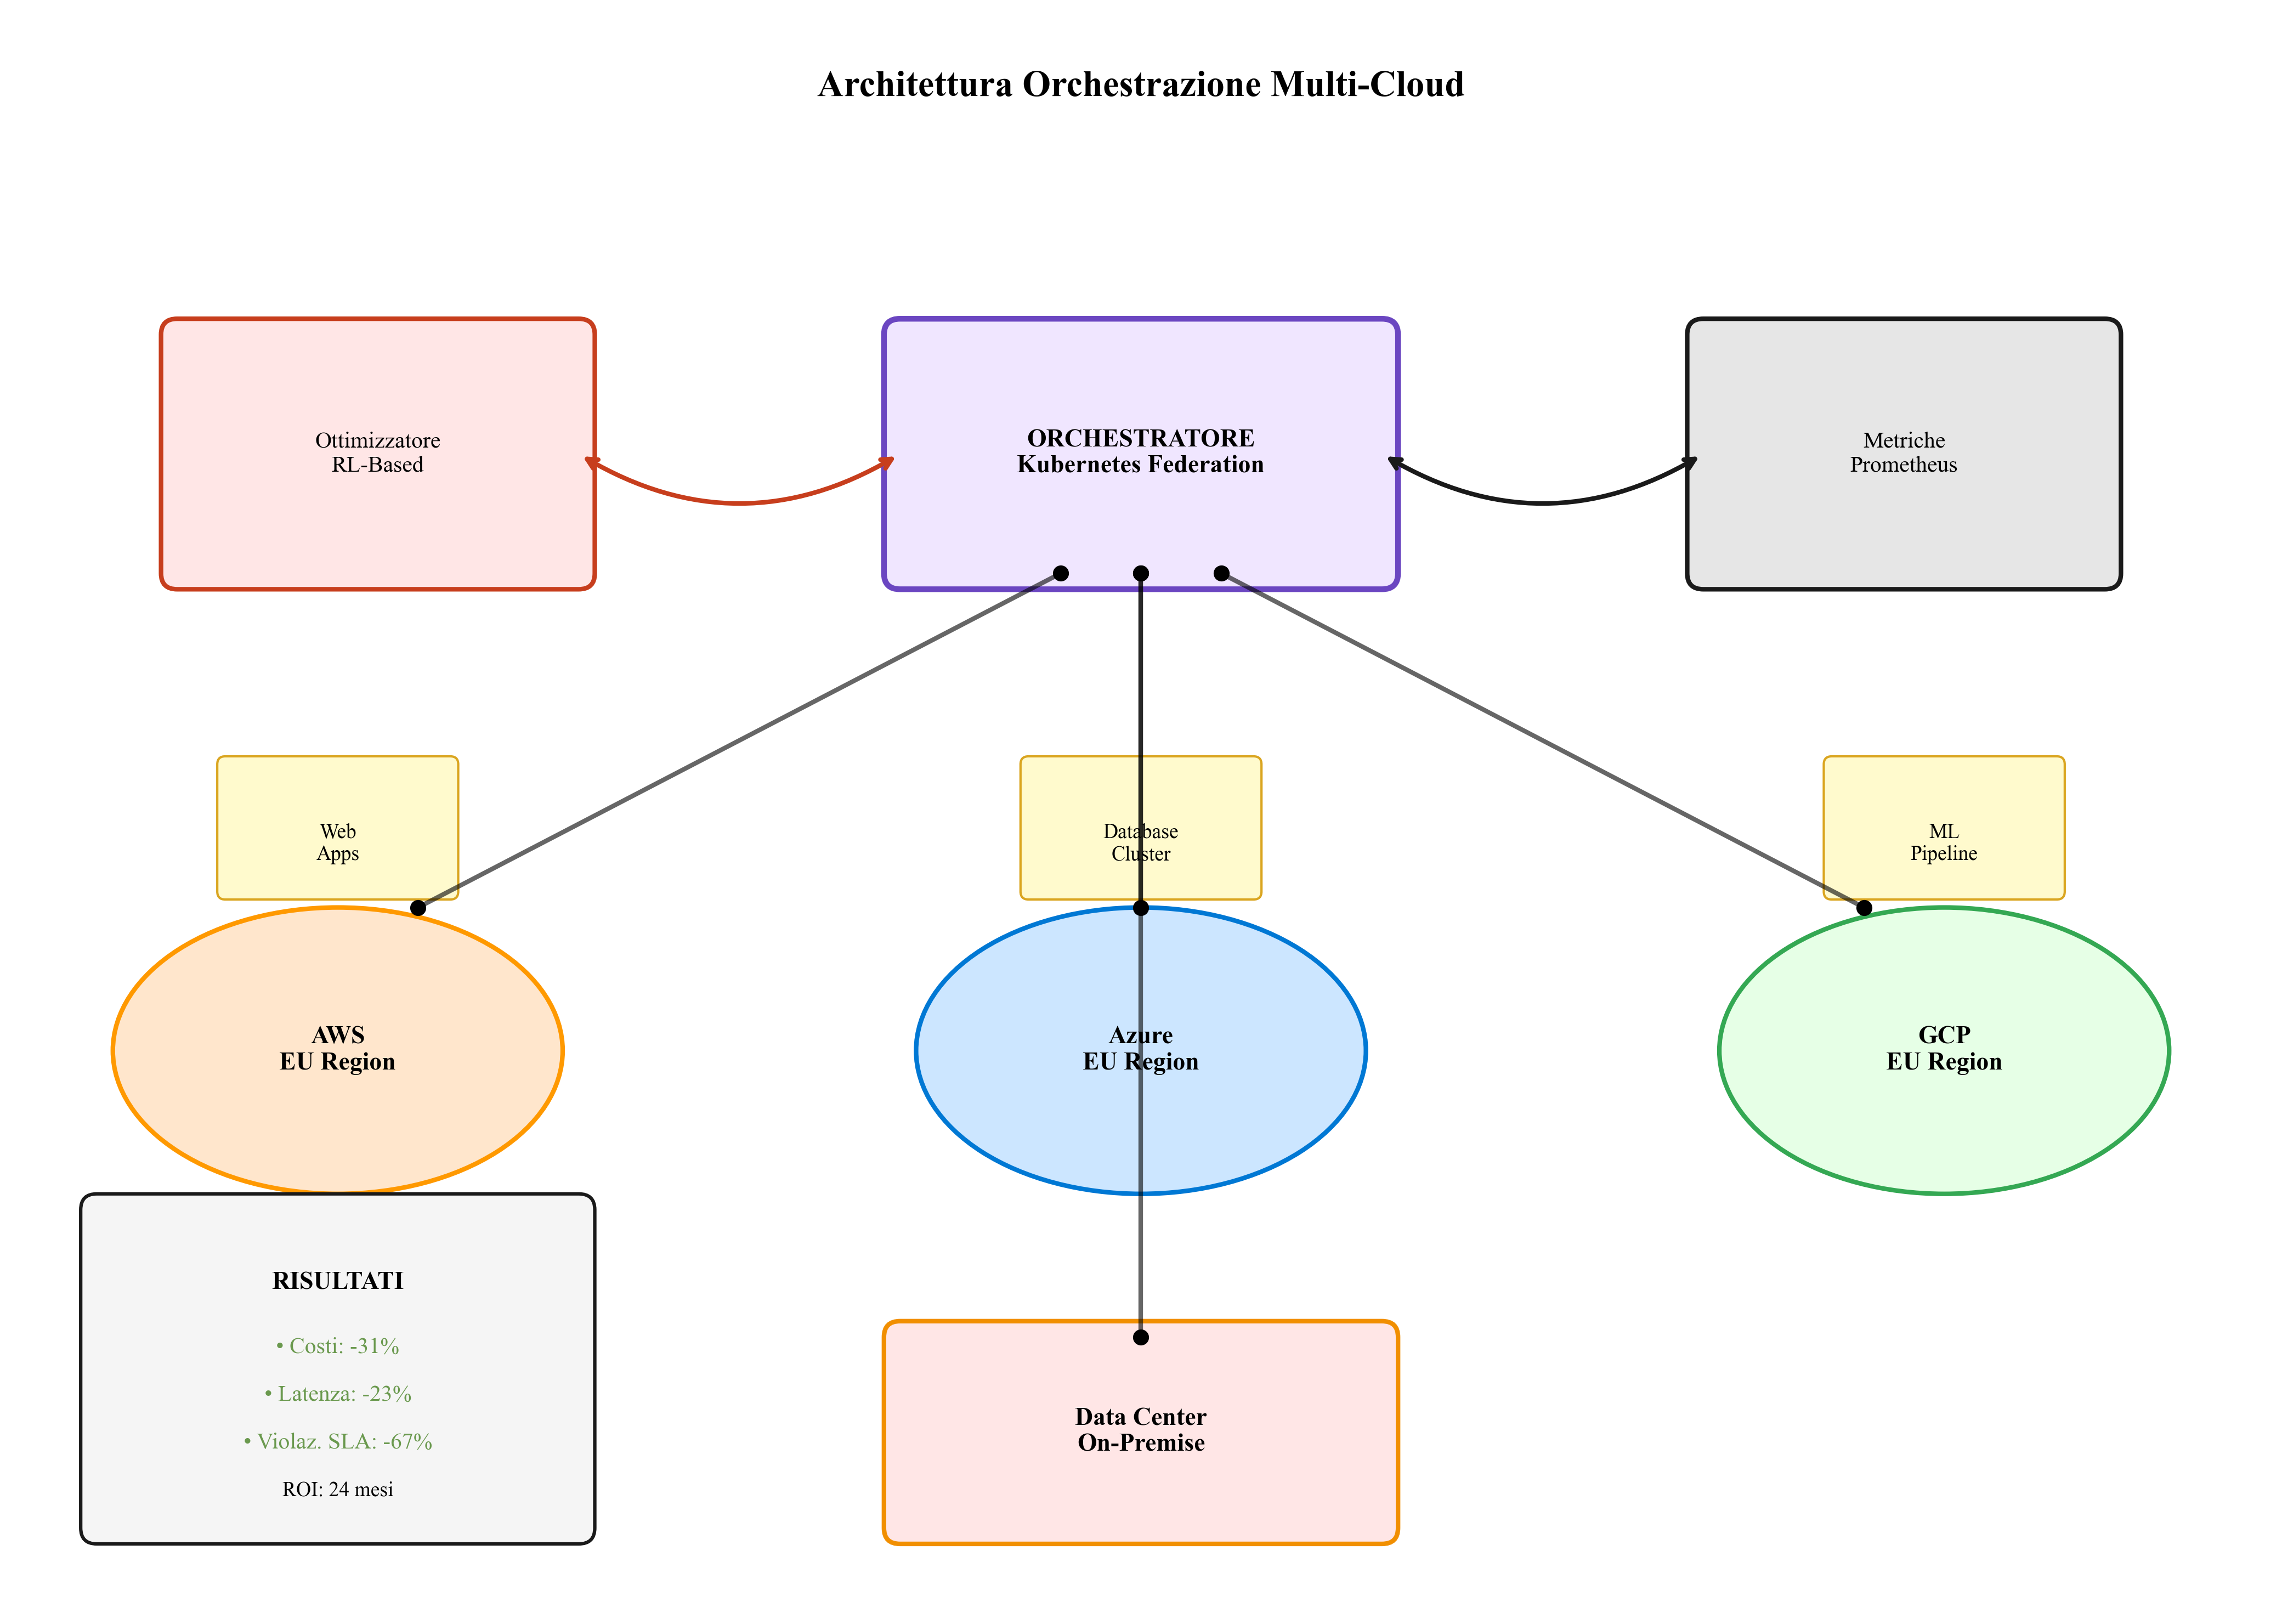 Architettura Orchestrazione Multi-Cloud
Ottimizzatore
RL-Based
ORCHESTRATORE
Kubernetes Federation
Metriche
Prometheus
Web
Apps
Database
Cluster
ML
Pipeline
AWS
EU Region
Azure
EU Region
GCP
EU Region
RISULTATI
• Costi: -31%
• Latenza: -23%
• Violaz. SLA: -67%
ROI: 24 mesi
Data Center
On-Premise